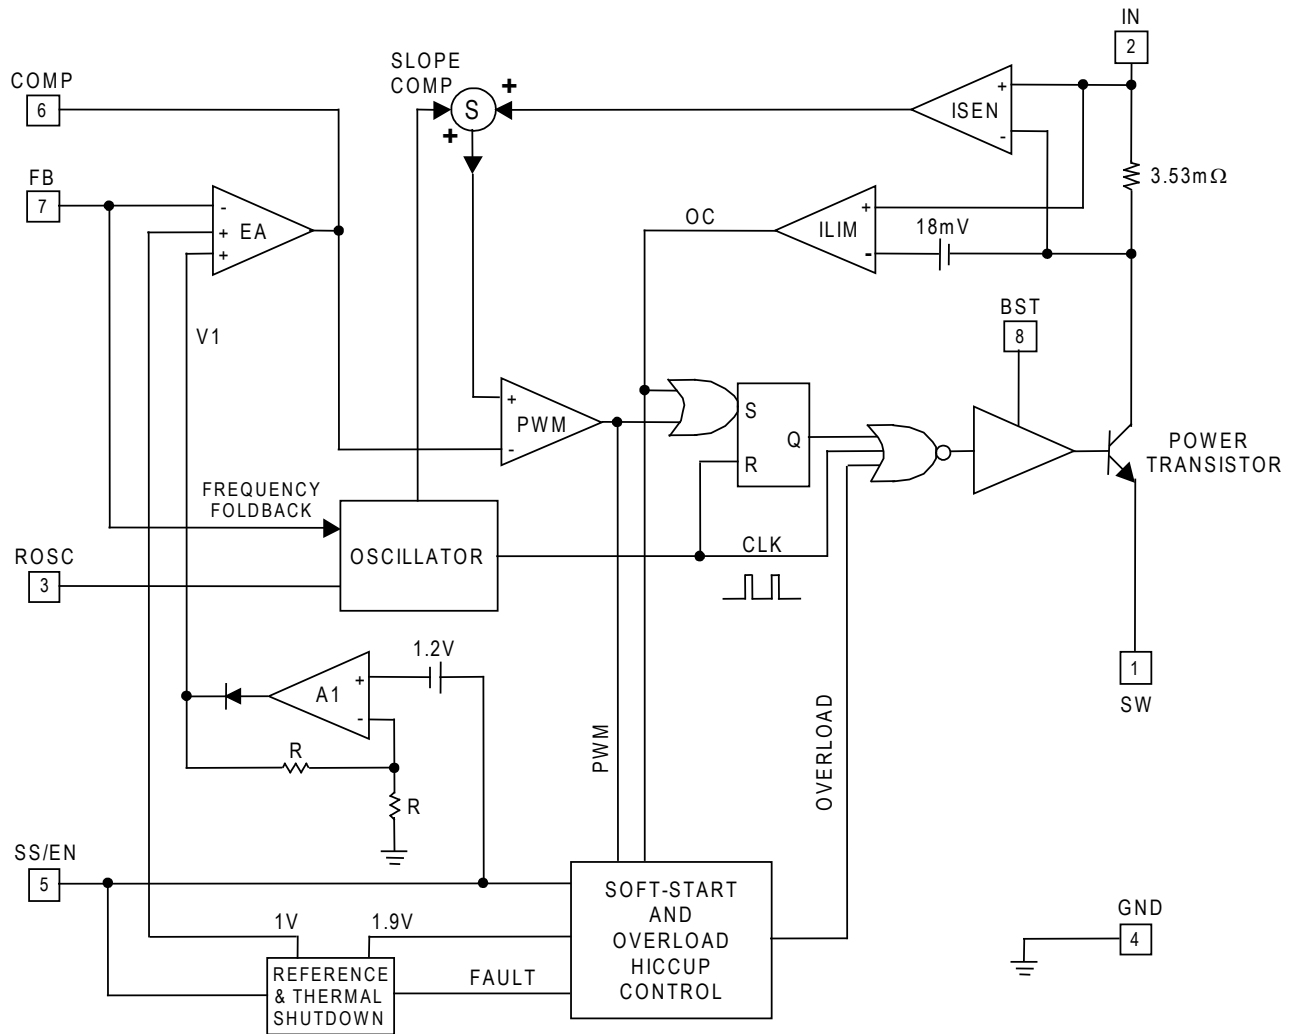 IN
2
SLOPE
COMP
+
S
+
ISEN
+
-
COMP
6
3.53mΩ
FB
7
-
+
+
EA
OC
ILIM
+
-
18mV
BST
8
V1
+
-
PWM
S
Q
R
POWER
TRANSISTOR
FREQUENCY
FOLDBACK
OSCILLATOR
CLK
ROSC
3
1.2V
A1
+
-
1
SW
R
R
PWM
OVERLOAD
SS/EN
5
SOFT-START
AND
OVERLOAD
HICCUP
CONTROL
1V
1.9V
REFERENCE
& THERMAL
SHUTDOWN
FAULT
GND
4